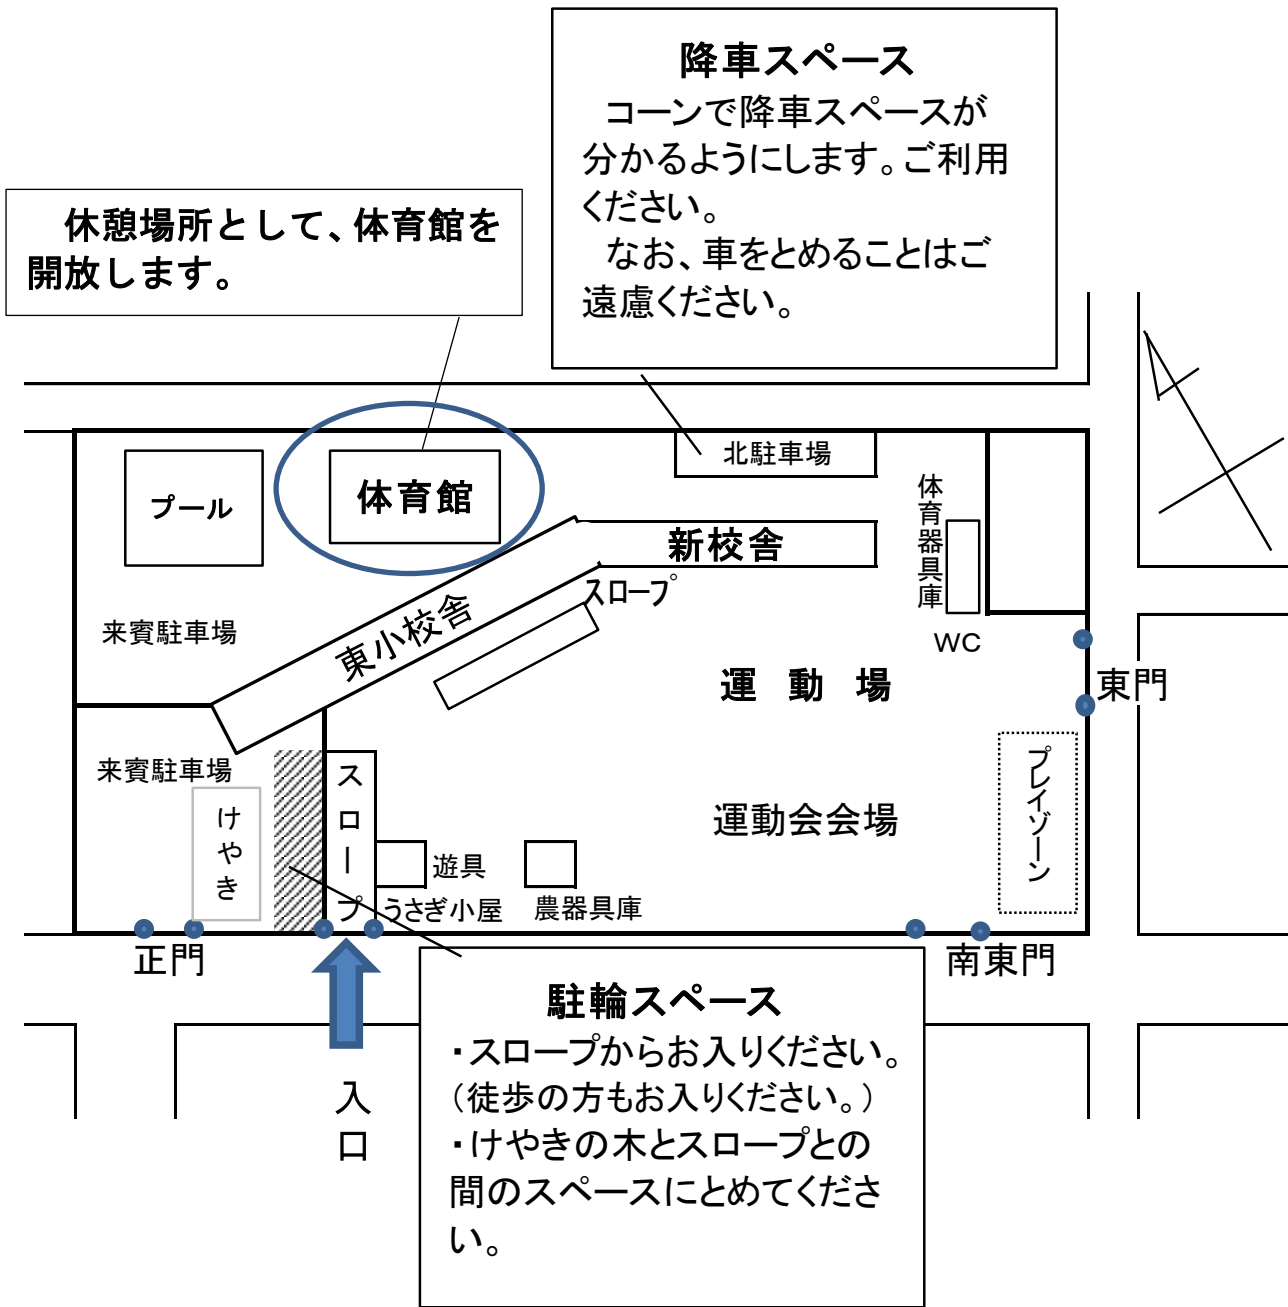 降車スペース
コーンで降車スペースが
分かるようにします。ご利用
ください。
なお、車をとめることはご
遠慮ください。
休憩場所として、体育館を
開放します。
北駐車場
プール
体育館
体育器具庫
新校舎
スロープ
東小校舎
来賓駐車場
WC
運動場
東門
来賓駐車場
スロープ
プレイゾーン
けやき
運動会会場
遊具
うさぎ小屋
農器具庫
正門
南東門
入口
駐輪スペース
・スロープからお入りください。
（徒歩の方もお入りください。）
・けやきの木とスロープとの
間のスペースにとめてくださ
い。